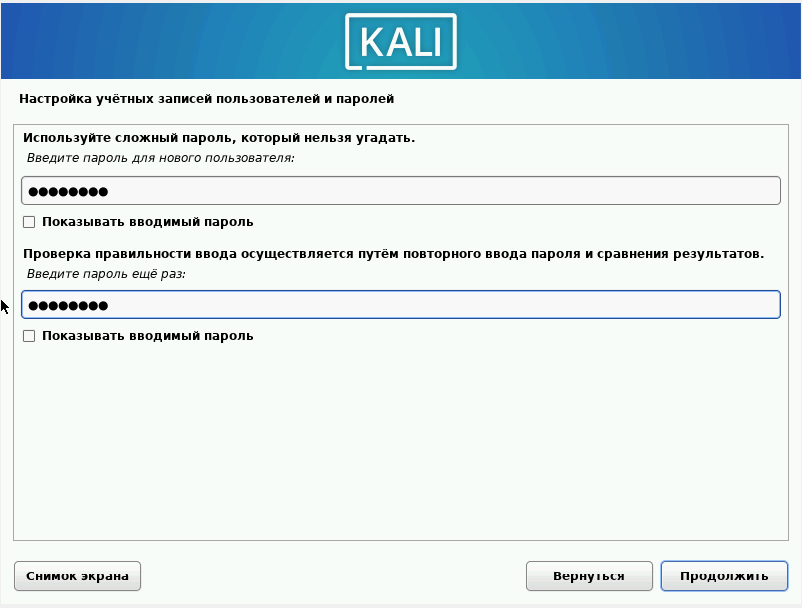 KALI
Настройка учётных записей пользователей и паролей
Используйте сложный пароль, который нельзя угадать.
Введите пароль для нового пользователя:
●●●●●●●●
Показывать вводимый пароль
Проверка правильности ввода осуществляется путём повторного ввода пароля и сравнения результатов.
Введите пароль ещё раз:
●●●●●●●●
Показывать вводимый пароль
Снимок экрана
Вернуться
Продолжить